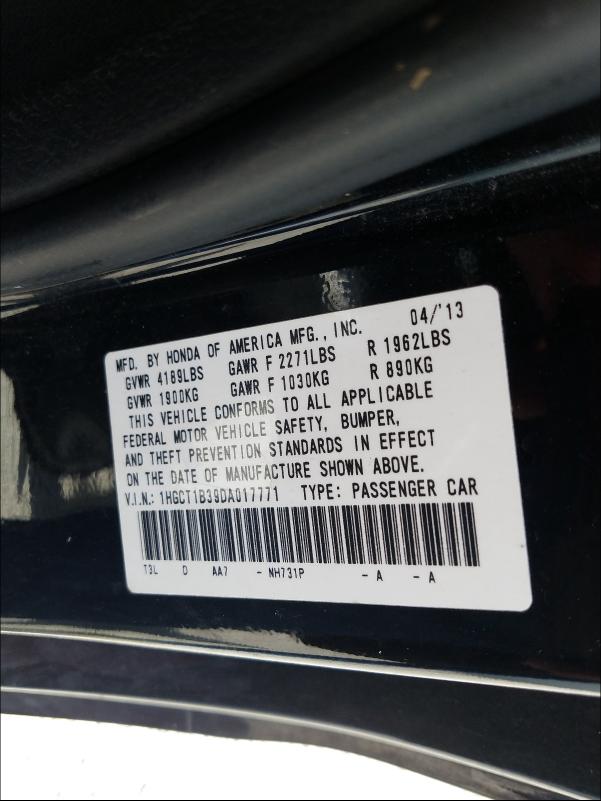 MFD. BY HONDA OF AMERICA MFG., INC. 04/'13
GVWR 4189LBS GAWR F 2271LBS R 1962LBS
GVWR 1900KG GAWR F 1030KG R 890KG
THIS VEHICLE CONFORMS TO ALL APPLICABLE
FEDERAL MOTOR VEHICLE SAFETY, BUMPER,
AND THEFT PREVENTION STANDARDS IN EFFECT
ON THE DATE OF MANUFACTURE SHOWN ABOVE.
V.I.N.: 1HGCT1B39DA017771 TYPE: PASSENGER CAR
T3L D AA7 - NH731P - A - A